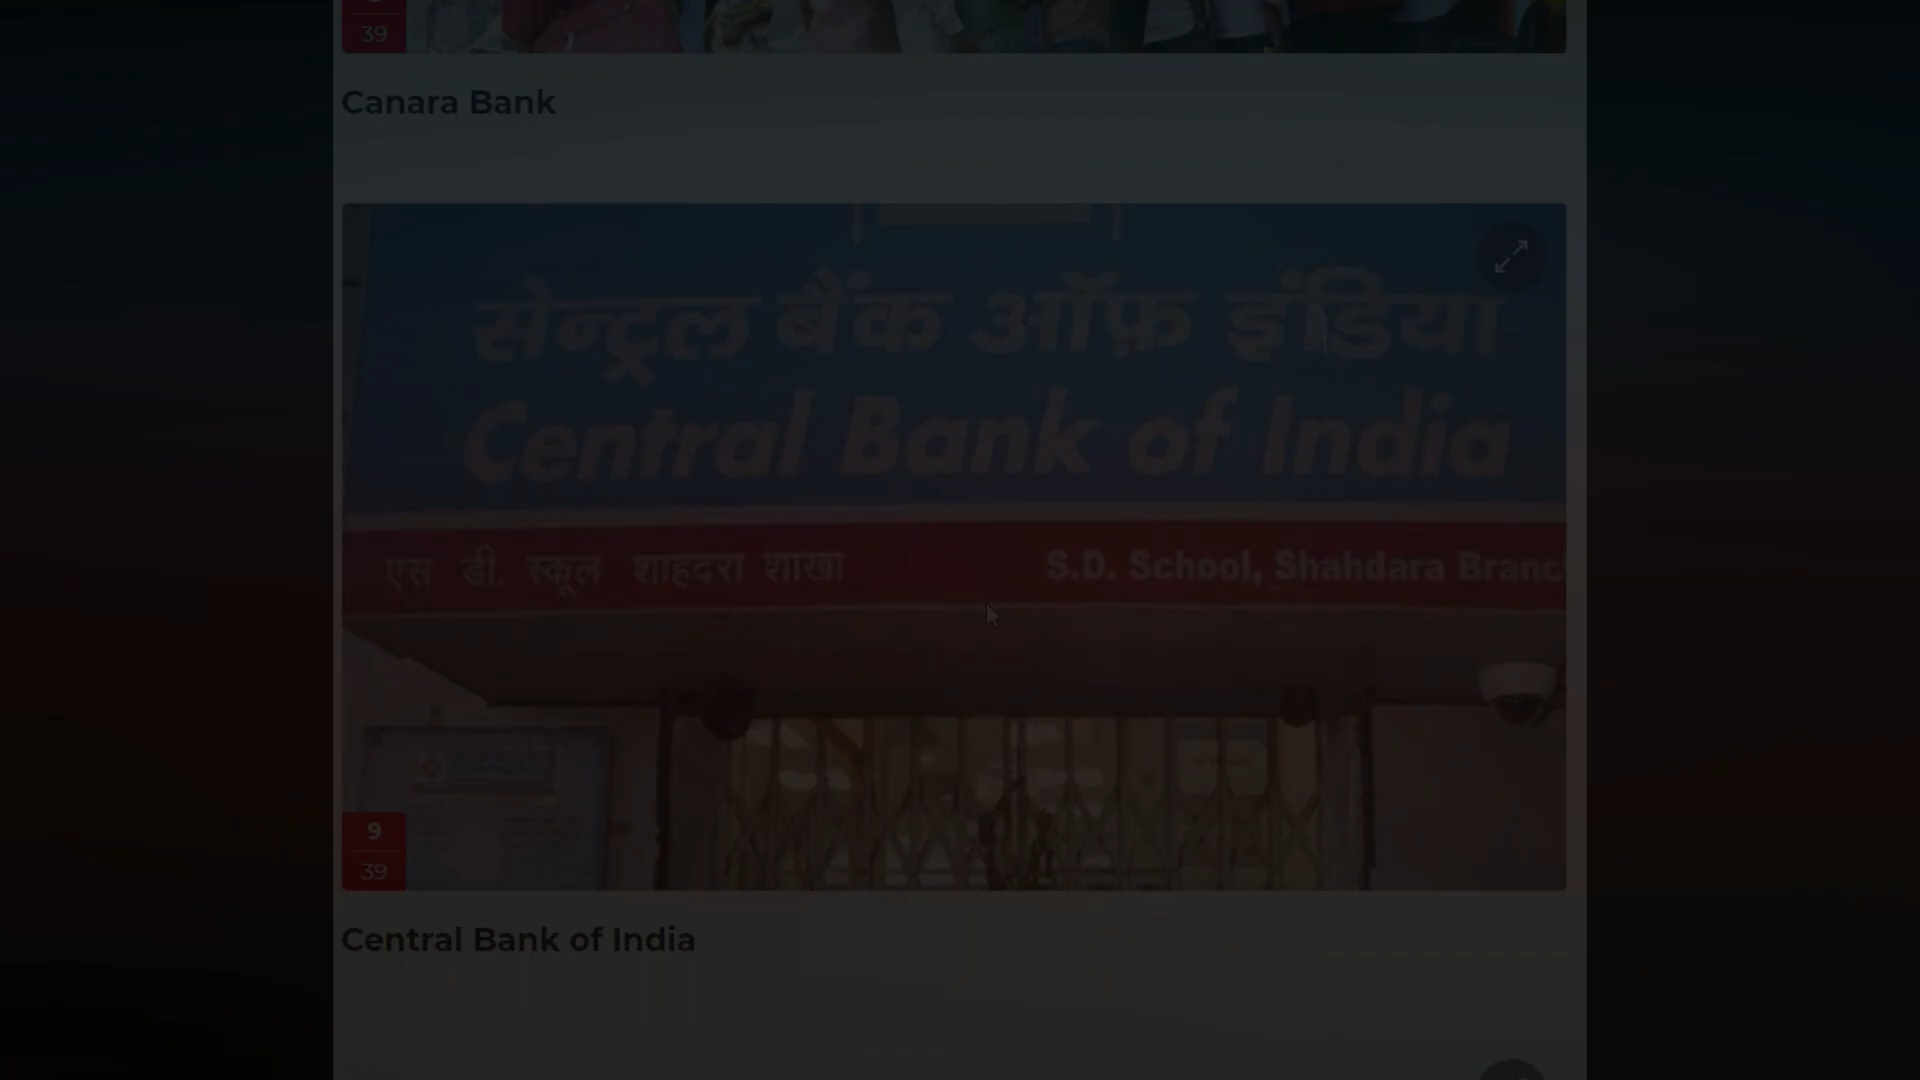 39
Canara Bank
सेन्ट्रल बैंक ऑफ़ इंडिया
Central Bank of India
एस डी. स्कूल शाहदरा शाखा
S.D. School, Shahdara Branc
9
39
Central Bank of India